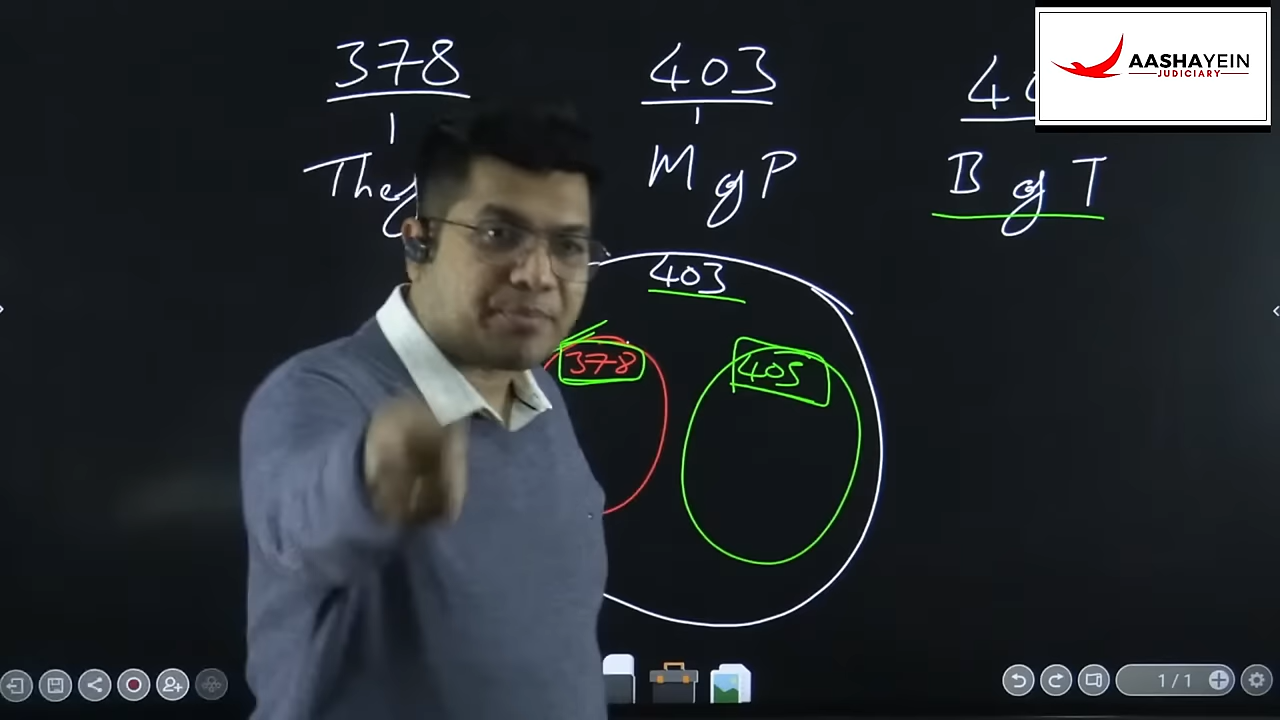 378 403
AASHAYEIN
JUDICIARY
M of P B of T
403
378 405
1/1